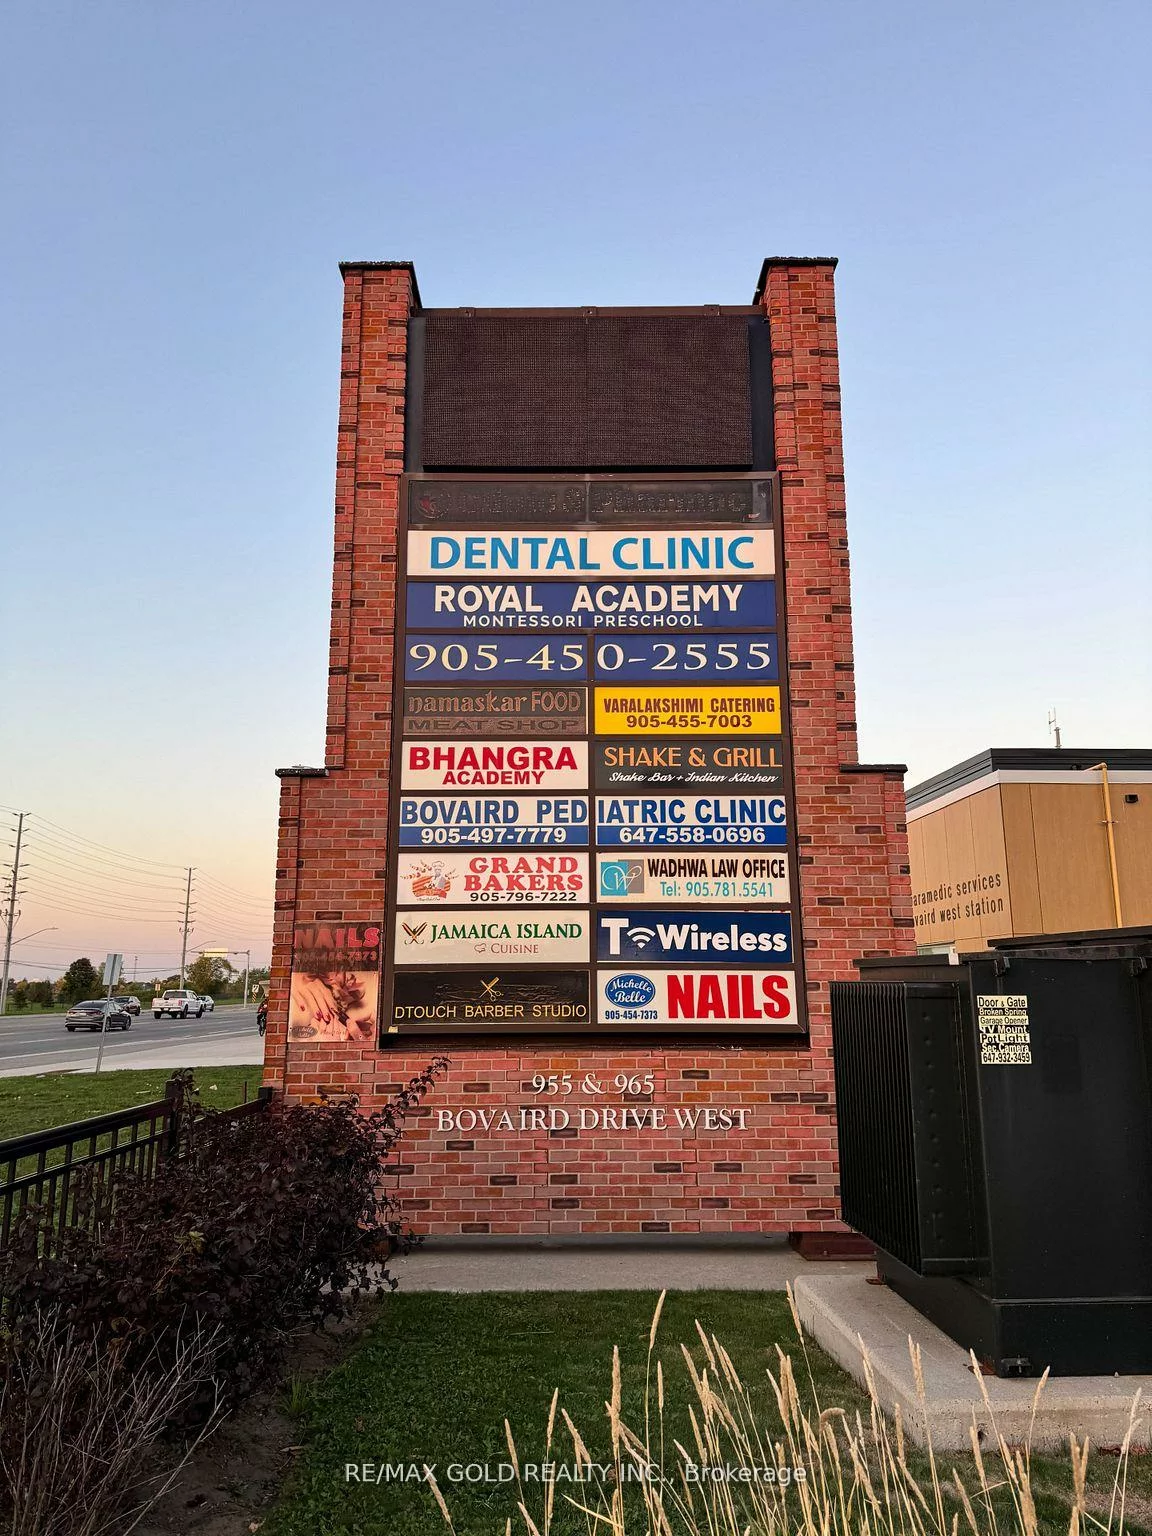 DENTAL CLINIC
ROYAL ACADEMY
MONTESSORI PRESCHOOL
905-450-2555
namaskar FOOD
MEAT SHOP
VARALAKSHIMI CATERING
905-455-7003
BHANGRA
ACADEMY
SHAKE & GRILL
Shake Bar + Indian Kitchen
BOVAIRD PEDIATRIC CLINIC
905-497-7779 647-558-0696
GRAND
BAKERS
905-796-7222
W
WADHWA LAW OFFICE
Tel: 905.781.5541
JAMAICA ISLAND
CUISINE
T Wireless
DTOUCH BARBER STUDIO
Michelle
Belle
905-454-7373
NAILS
NAILS
955 & 965
BOVAIRD DRIVE WEST
aramedic services
vaird west station
Door & Gate
Broken Spring
Garage Opener
TV Mount
PotLight
Sec.Camera
647-932-3459
RE/MAX GOLD REALTY INC., Brokerage